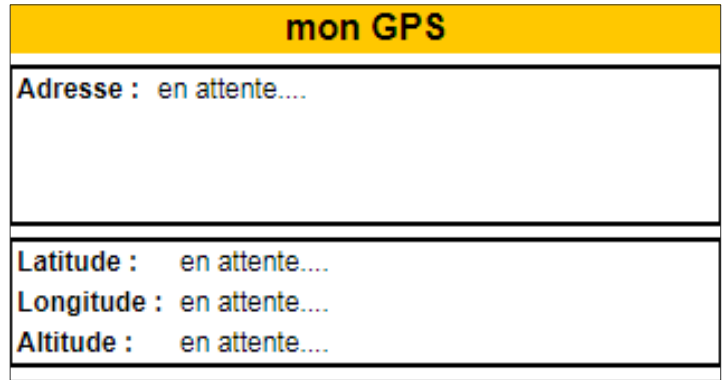 mon GPS
Adresse : en attente....
Latitude : en attente....
Longitude : en attente....
Altitude : en attente....